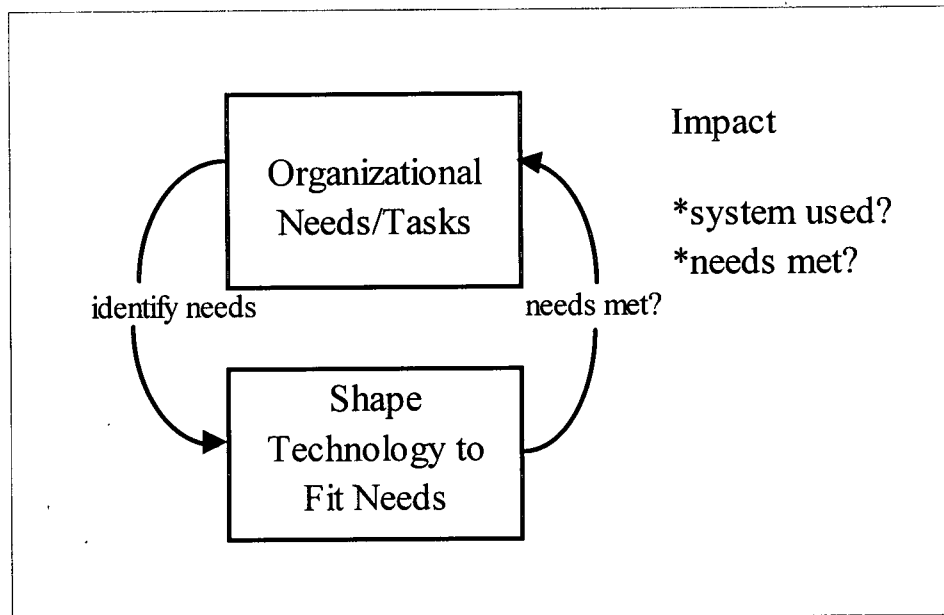 Organizational
Needs/Tasks
Impact
*system used?
*needs met?
identify needs
needs met?
Shape
Technology to
Fit Needs